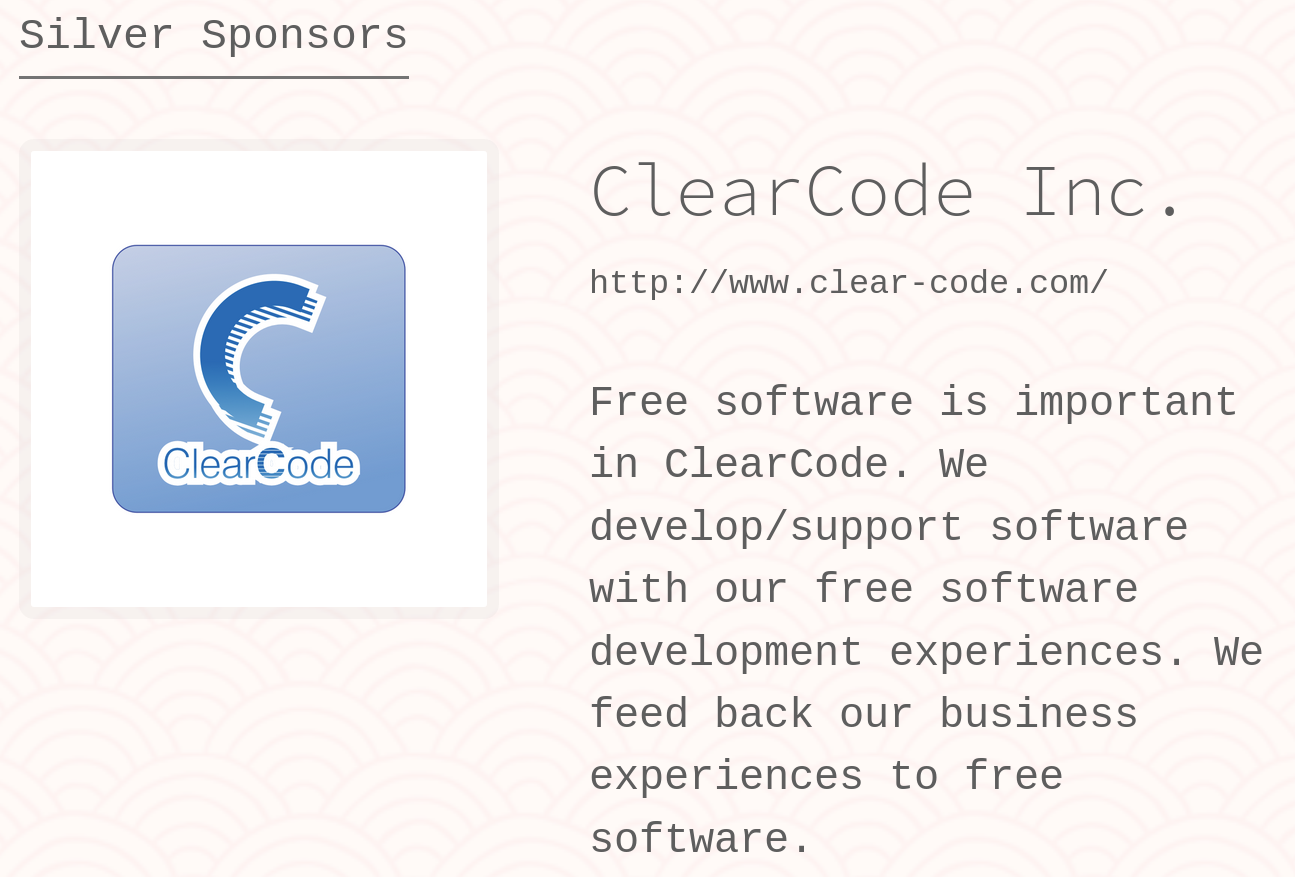 Silver Sponsors
ClearCode
ClearCode Inc.
http://www.clear-code.com/
Free software is important
in ClearCode. We
develop/support software
with our free software
development experiences. We
feed back our business
experiences to free
software.